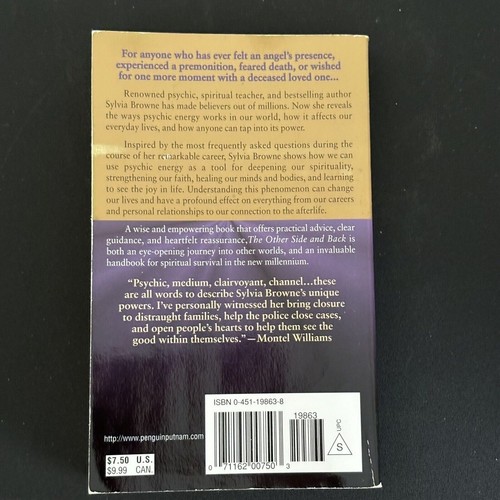 For anyone who has ever felt an angel's presence,
experienced a premonition, feared death, or wished
for one more moment with a deceased loved one...
Renowned psychic, spiritual teacher, and bestselling author
Sylvia Browne has made believers out of millions. Now she reveals
the ways psychic energy works in our world, how it affects our
everyday lives, and how anyone can tap into its power.
Inspired by the most frequently asked questions during the
course of her remarkable career, Sylvia Browne shows how we can
use psychic energy as a tool for deepening our spirituality,
strengthening our faith, healing our minds and bodies, and learning
to see the joy in life. Understanding this phenomenon can change
our lives and have a profound effect on everything from our careers
and personal relationships to our connection to the afterlife.
A wise and empowering book that offers practical advice, clear
guidance, and heartfelt reassurance, The Other Side and Back is
both an eye-opening journey into other worlds, and an invaluable
handbook for spiritual survival in the new millennium.
"Psychic, medium, clairvoyant, channel...these
are all words to describe Sylvia Browne's unique
powers. I've personally witnessed her bring closure
to distraught families, help the police close cases,
and open people's hearts to help them see the
good within themselves."—Montel Williams
ISBN 0-451-19863-8
19863
UPC
S
http://www.penguinputnam.com
$7.50 U.S.
$9.99 CAN.
0 71162 00750 3